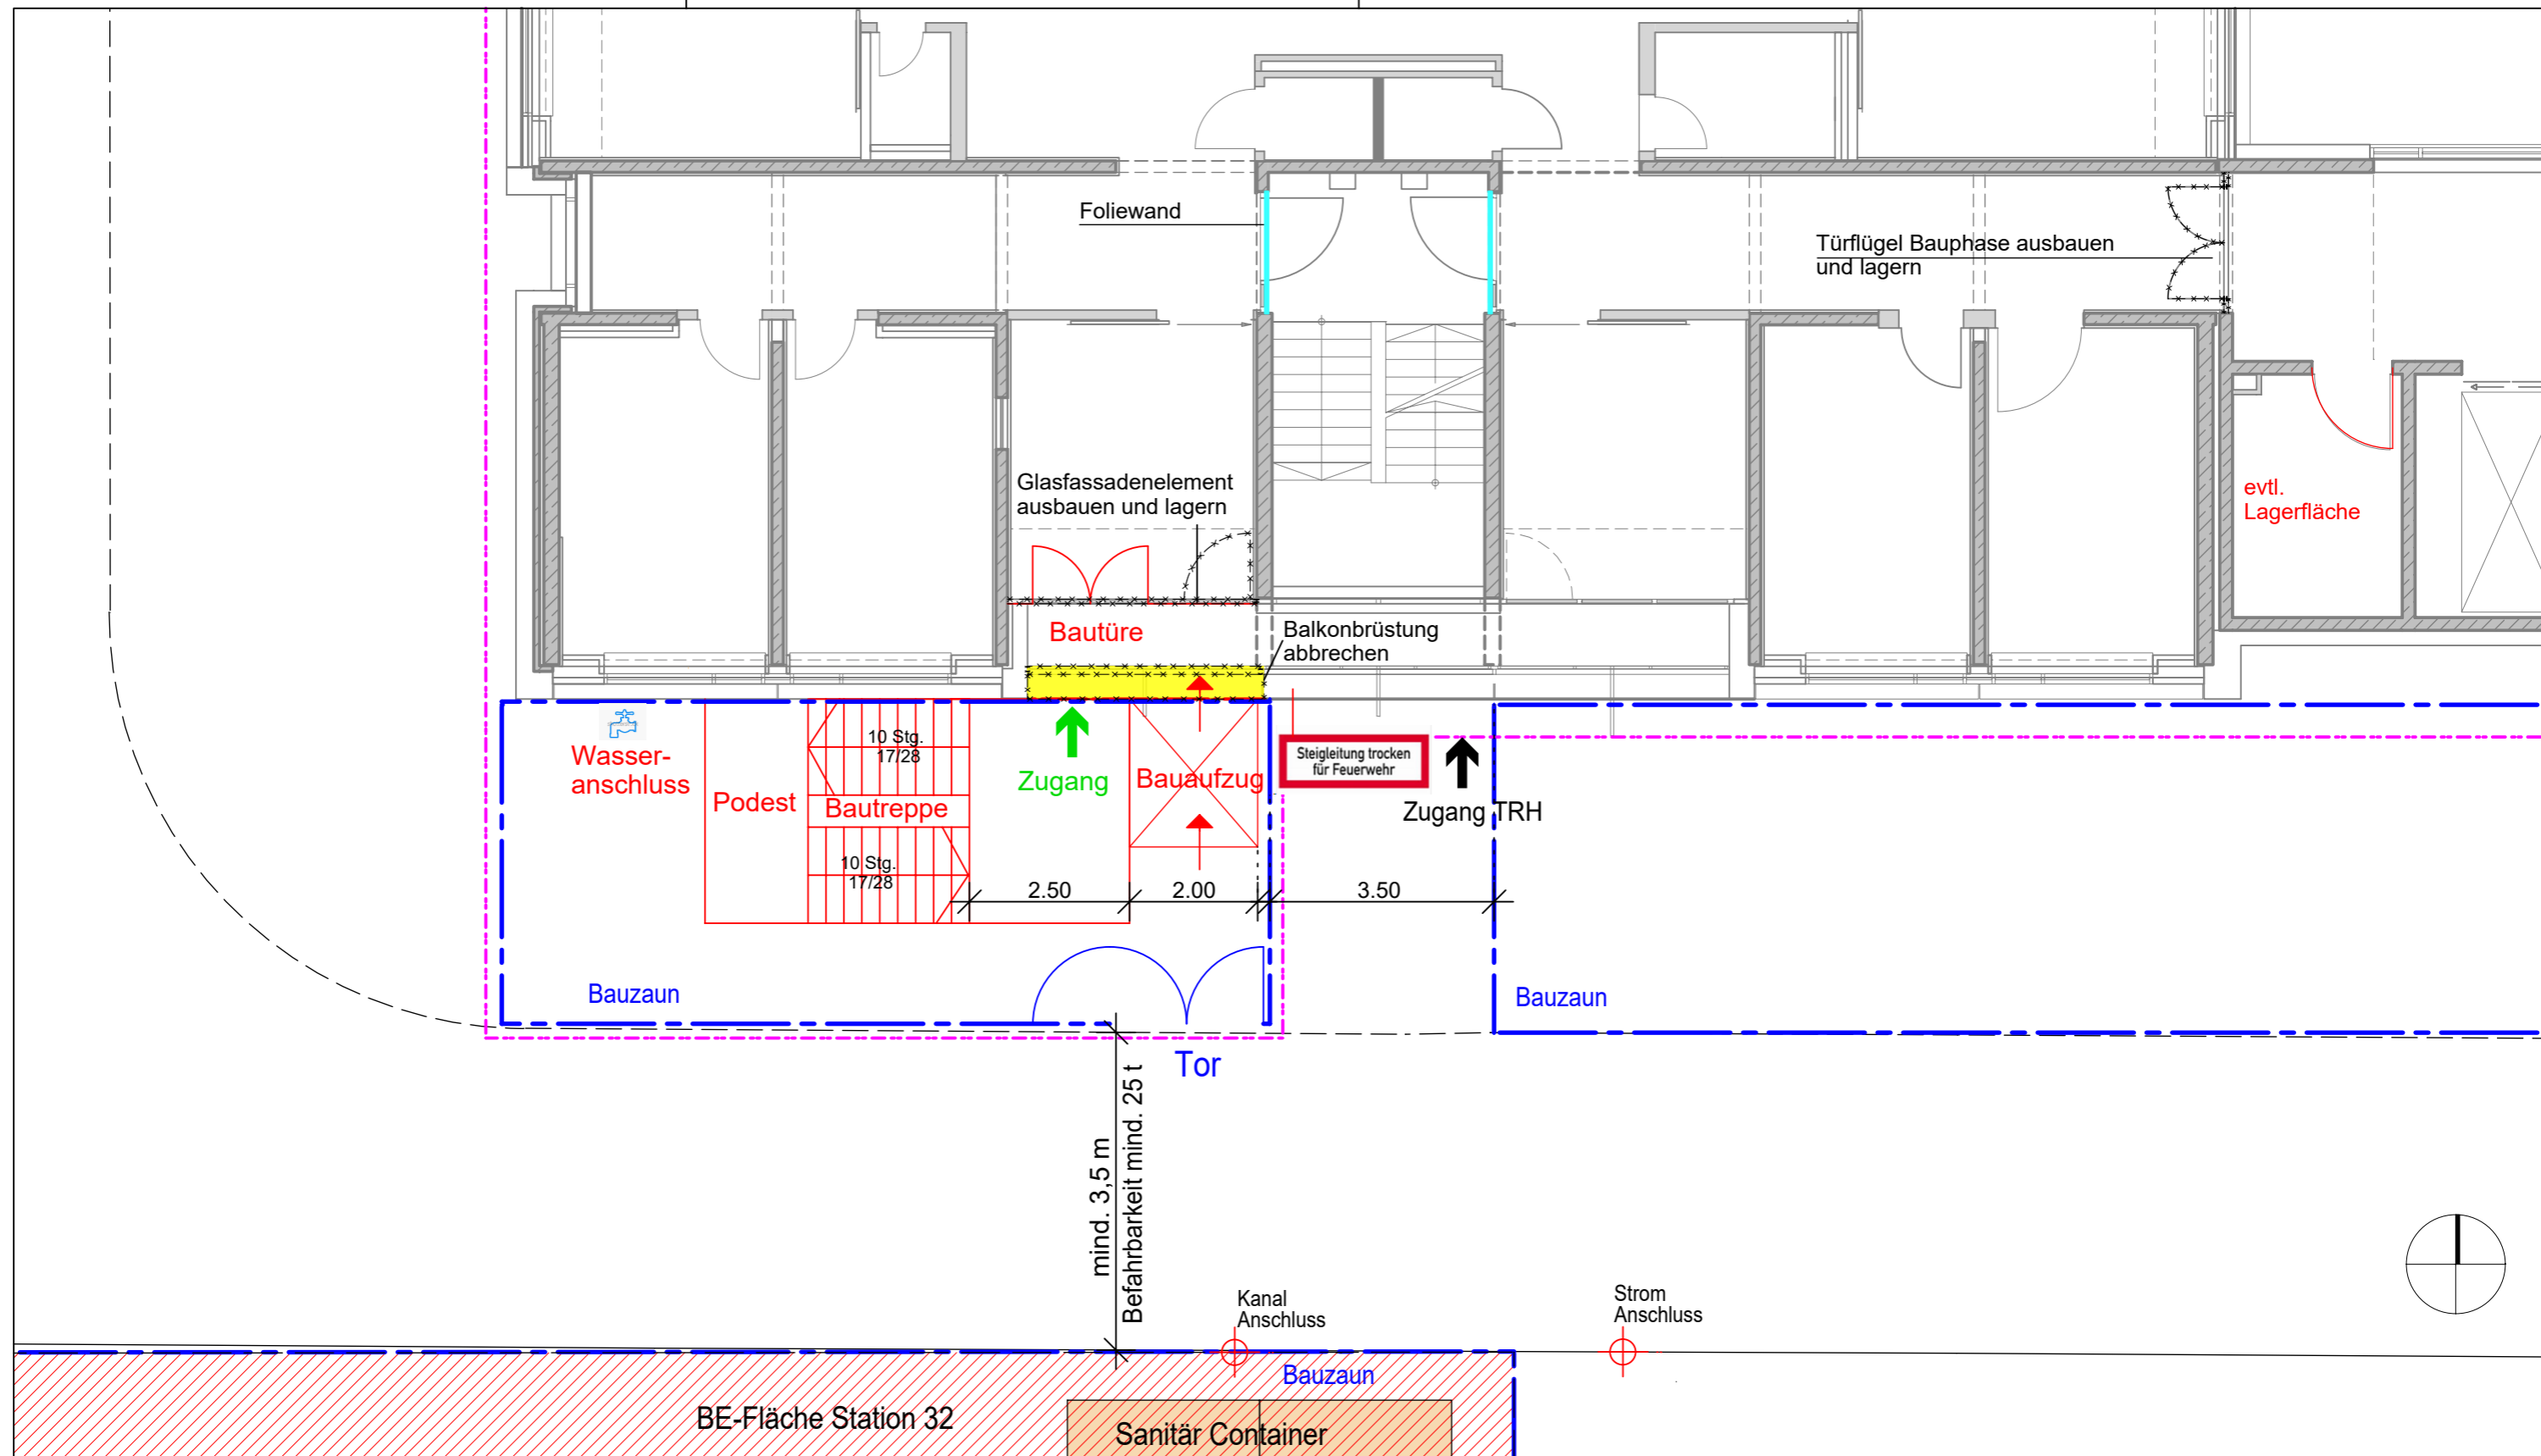 Foliewand
Türflügel Bauphase ausbauen
und lagern
Glasfassadenelement
ausbauen und lagern
evtl.
Lagerfläche
Bautüre
Balkonbrüstung
abbrechen
Wasser-
anschluss
Podest
10 Stg.
17/28
Bautreppe
10 Stg.
17/28
Zugang
Bauaufzug
Steigleitung trocken
für Feuerwehr
Zugang TRH
2.50
2.00
3.50
Bauzaun
Bauzaun
Tor
mind. 3,5 m
Befahrbarkeit mind. 25 t
Kanal
Anschluss
Strom
Anschluss
Bauzaun
BE-Fläche Station 32
Sanitär Container